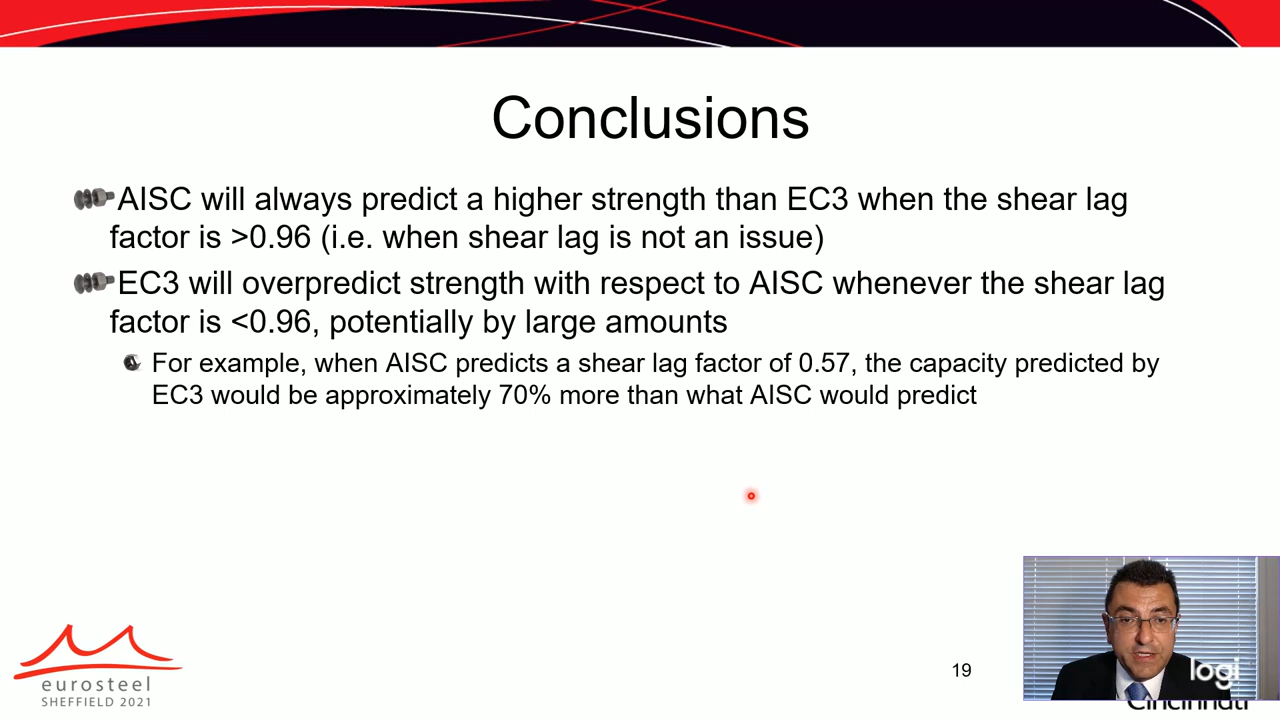 Conclusions
AISC will always predict a higher strength than EC3 when the shear lag
factor is >0.96 (i.e. when shear lag is not an issue)
EC3 will overpredict strength with respect to AISC whenever the shear lag
factor is <0.96, potentially by large amounts
For example, when AISC predicts a shear lag factor of 0.57, the capacity predicted by
EC3 would be approximately 70% more than what AISC would predict
eurosteel
SHEFFIELD 2021
19
logi
Cincinnati